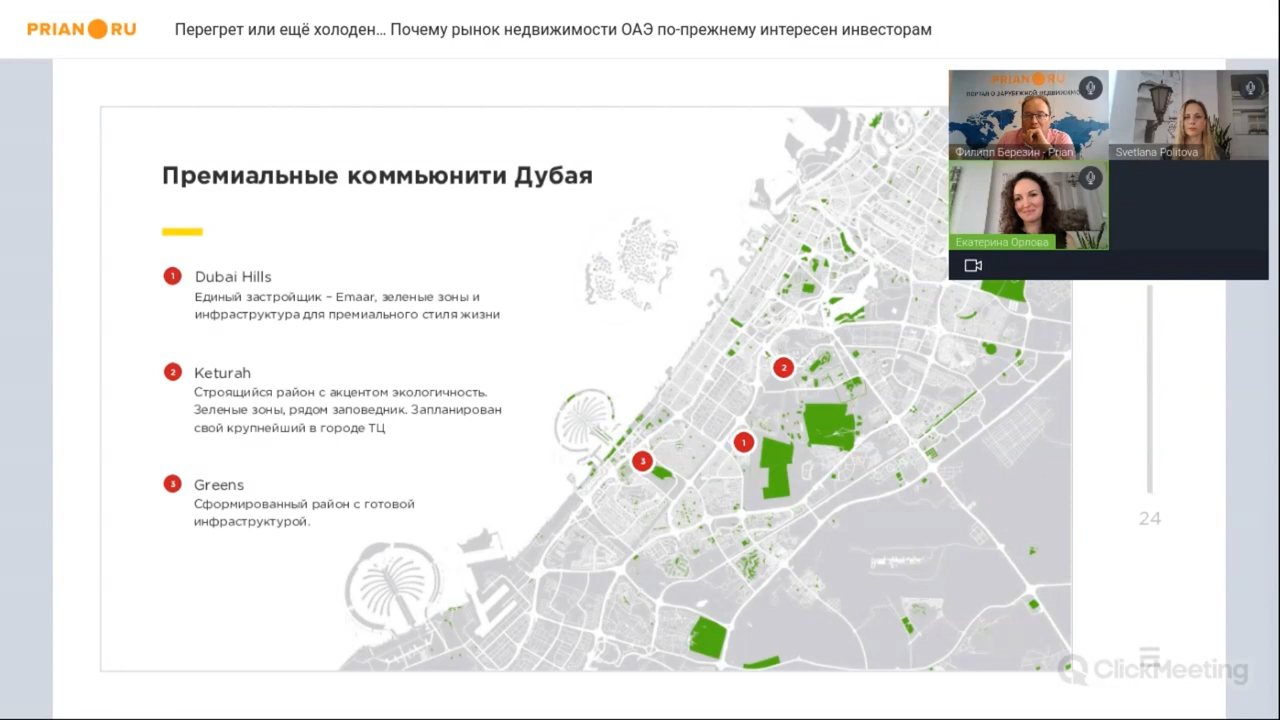 PRIAN RU
Перегрет или ещё холоден... Почему рынок недвижимости ОАЭ по-прежнему интересен инвесторам
PRIAN RU
ПОРТАЛ О ЗАРУБЕЖНОЙ НЕДВИЖИМО
Филипп Березин - Prian
Svetlana Politova
Екатерина Орлова
Премиальные коммьюнити Дубая
1 Dubai Hills
Единый застройщик – Emaar, зеленые зоны и
инфраструктура для премиального стиля жизни
2 Keturah
Строящийся район с акцентом экологичность.
Зеленые зоны, рядом заповедник. Запланирован
свой крупнейший в городе ТЦ
3 Greens
Сформированный район с готовой
инфраструктурой.
2
1
3
24
ClickMeeting